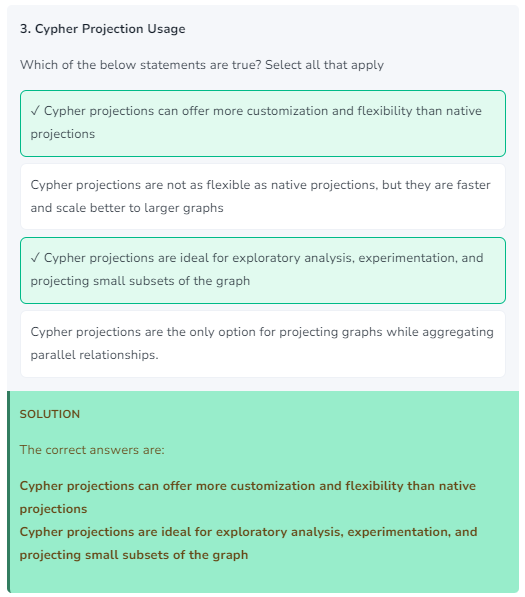 3. Cypher Projection Usage
Which of the below statements are true? Select all that apply
✓ Cypher projections can offer more customization and flexibility than native
projections
Cypher projections are not as flexible as native projections, but they are faster
and scale better to larger graphs
✓ Cypher projections are ideal for exploratory analysis, experimentation, and
projecting small subsets of the graph
Cypher projections are the only option for projecting graphs while aggregating
parallel relationships.
SOLUTION
The correct answers are:
Cypher projections can offer more customization and flexibility than native
projections
Cypher projections are ideal for exploratory analysis, experimentation, and
projecting small subsets of the graph